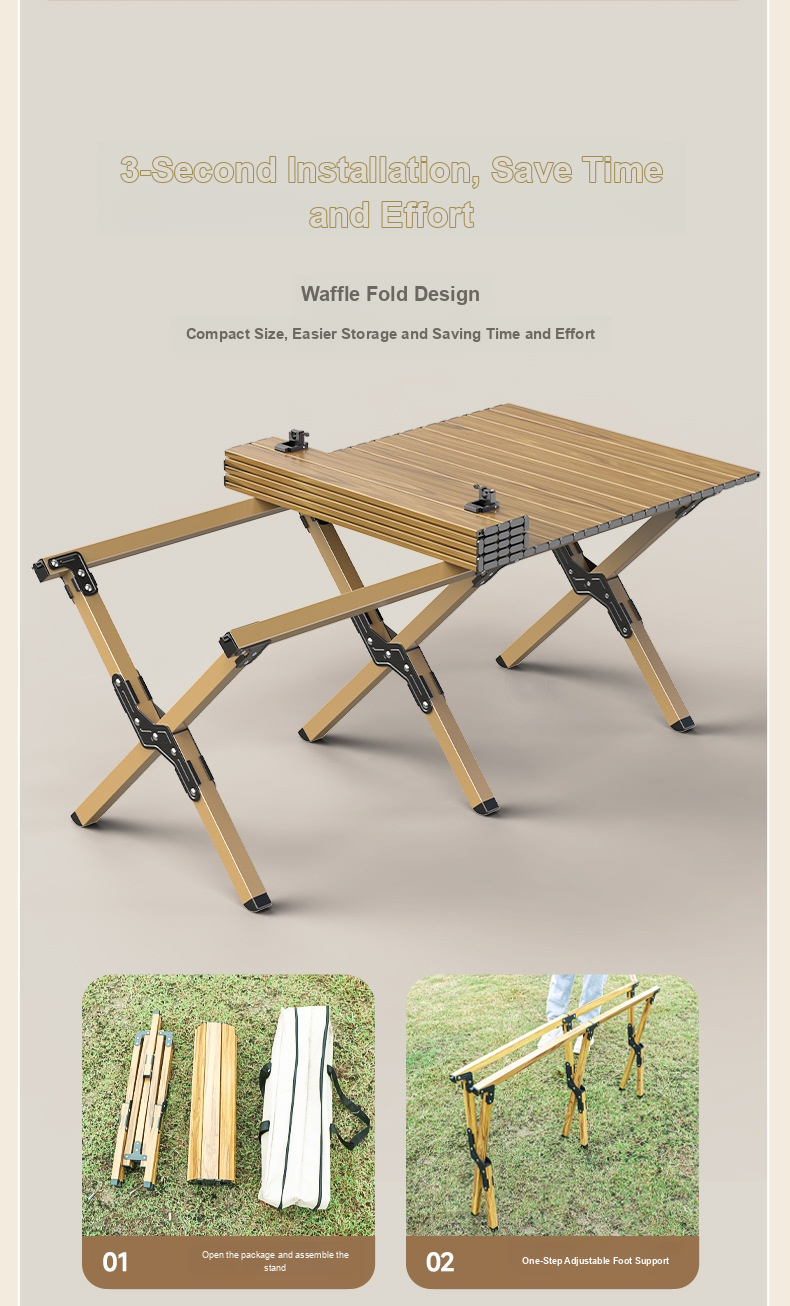 3-Second Installation, Save Time
and Effort
Waffle Fold Design
Compact Size, Easier Storage and Saving Time and Effort
01
Open the package and assemble the
stand
02
One-Step Adjustable Foot Support